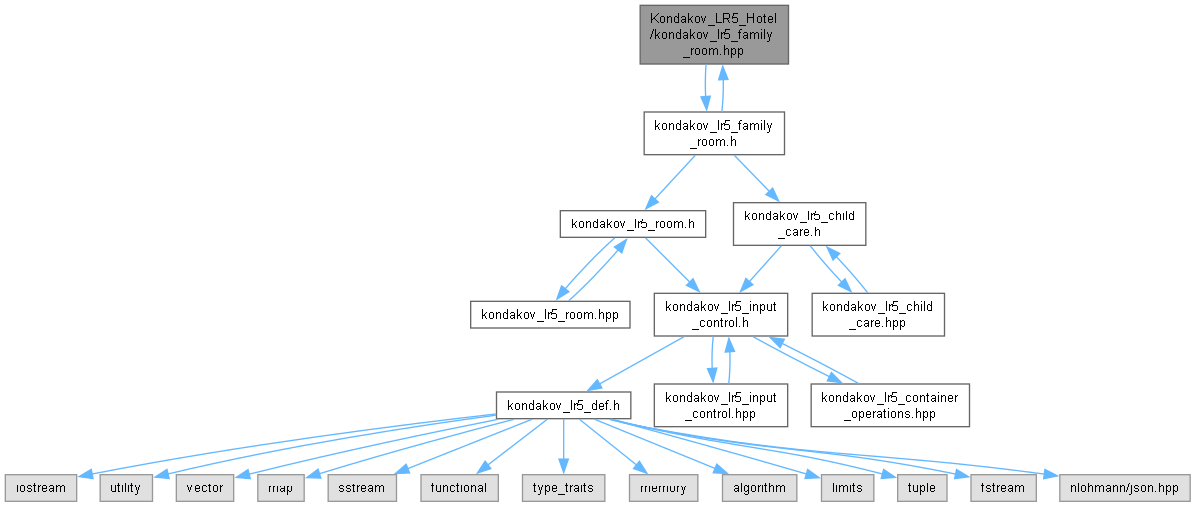 Kondakov_LR5_Hotel
/kondakov_lr5_family
_room.hpp
kondakov_lr5_family
_room.h
kondakov_lr5_room.h
kondakov_lr5_child
_care.h
kondakov_lr5_room.hpp
kondakov_lr5_input
_control.h
kondakov_lr5_child
_care.hpp
kondakov_lr5_def.h
kondakov_lr5_input
_control.hpp
kondakov_lr5_container
_operations.hpp
iostream
utility
vector
map
sstream
functional
type_traits
memory
algorithm
limits
tuple
fstream
nlohmann/json.hpp